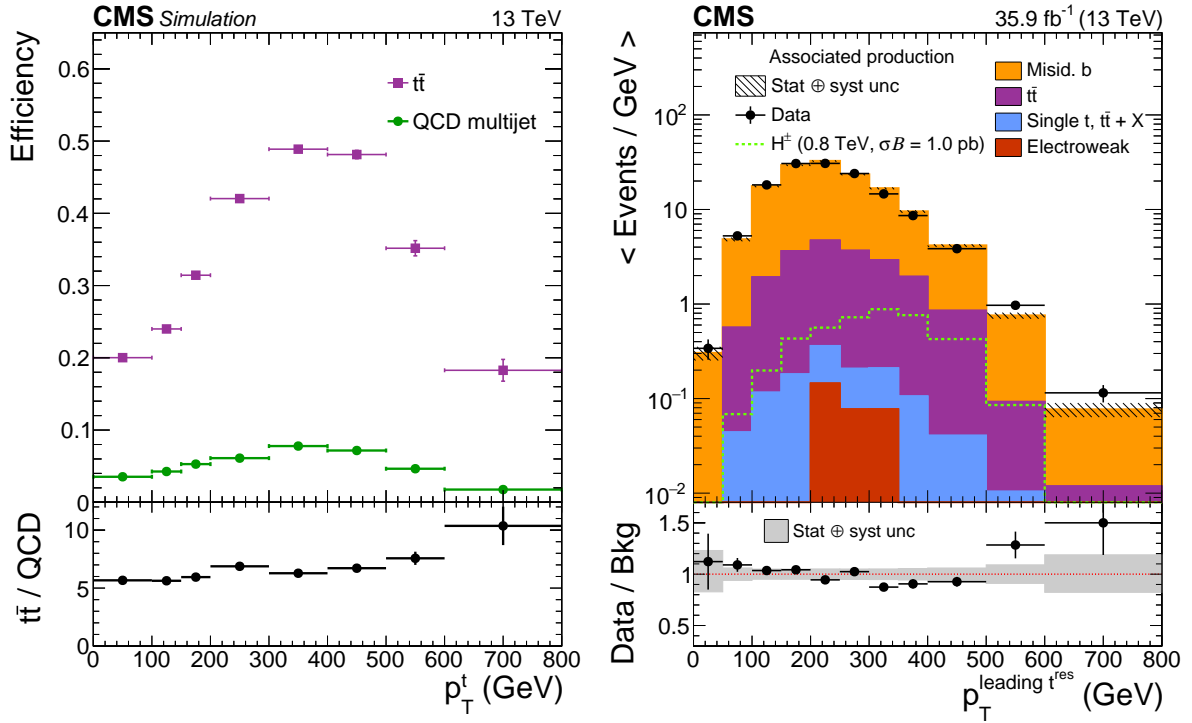 CMS Simulation 13 TeV
Efficiency
0.6
0.5
0.4
0.3
0.2
0.1
0
tt̄
QCD multijet
tt̄ / QCD
10
5
0
0 100 200 300 400 500 600 700 800
p_T^t (GeV)
CMS 35.9 fb⁻¹ (13 TeV)
< Events / GeV >
10²
10
1
10⁻¹
10⁻²
Associated production
Stat ⊕ syst unc
Data
H± (0.8 TeV, σB = 1.0 pb)
Misid. b
tt̄
Single t, tt̄ + X
Electroweak
Data / Bkg
1.5
1
0.5
Stat ⊕ syst unc
0 100 200 300 400 500 600 700 800
p_T^{leading t^{res}} (GeV)